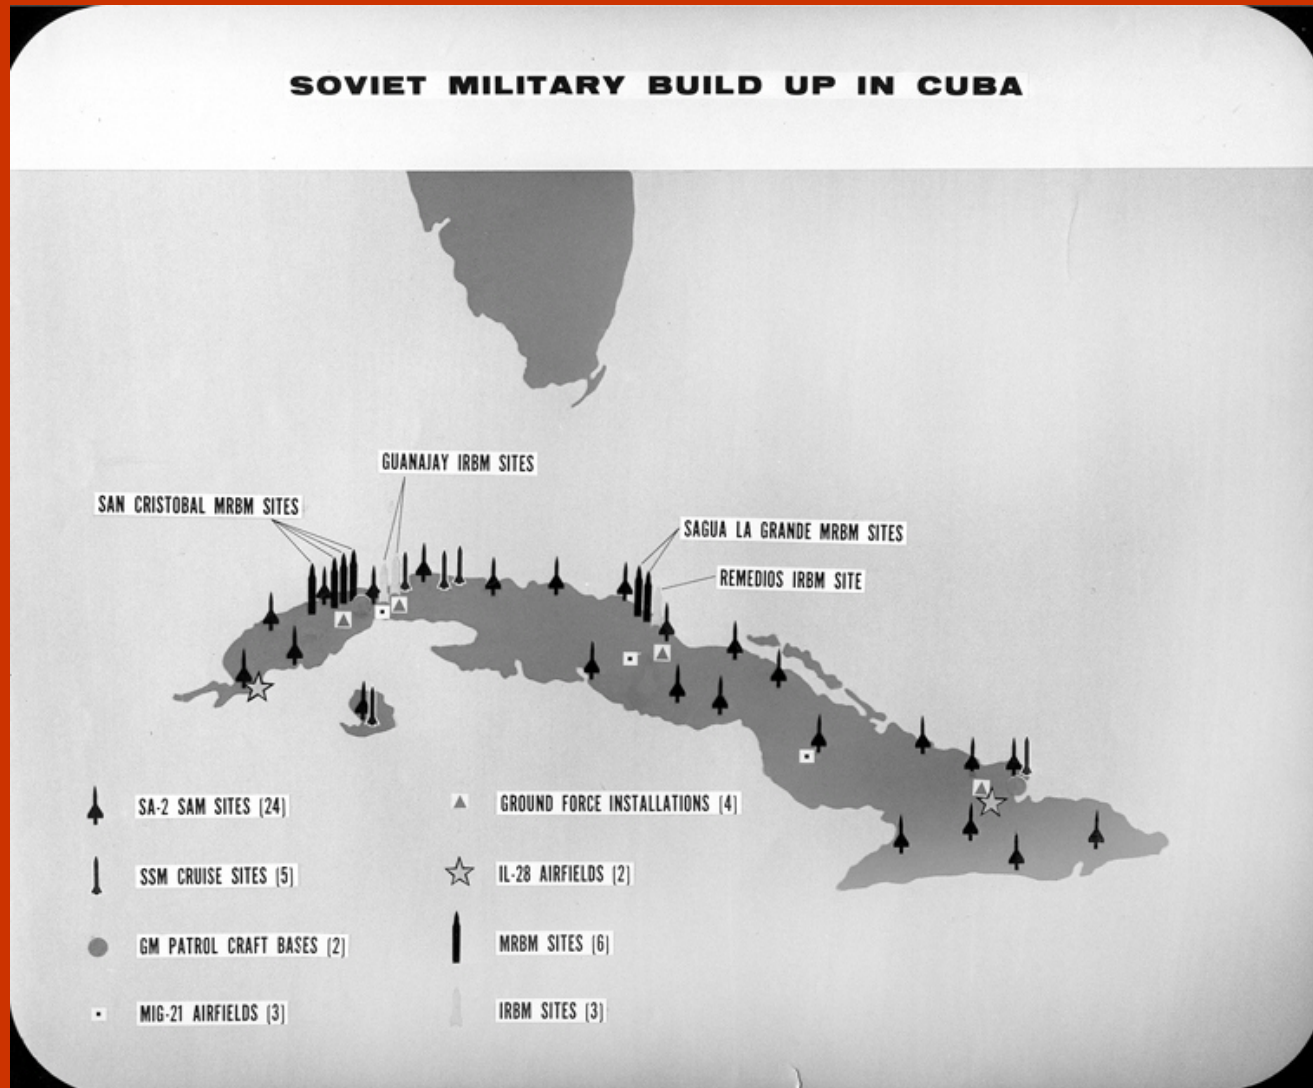 SOVIET MILITARY BUILD UP IN CUBA
GUANAJAY IRBM SITES
SAN CRISTOBAL MRBM SITES
SAGUA LA GRANDE MRBM SITES
REMEDIOS IRBM SITE
SA-2 SAM SITES (24)
GROUND FORCE INSTALLATIONS (4)
SSM CRUISE SITES (5)
IL-28 AIRFIELDS (2)
GM PATROL CRAFT BASES (2)
MRBM SITES (6)
MIG-21 AIRFIELDS (3)
IRBM SITES (3)